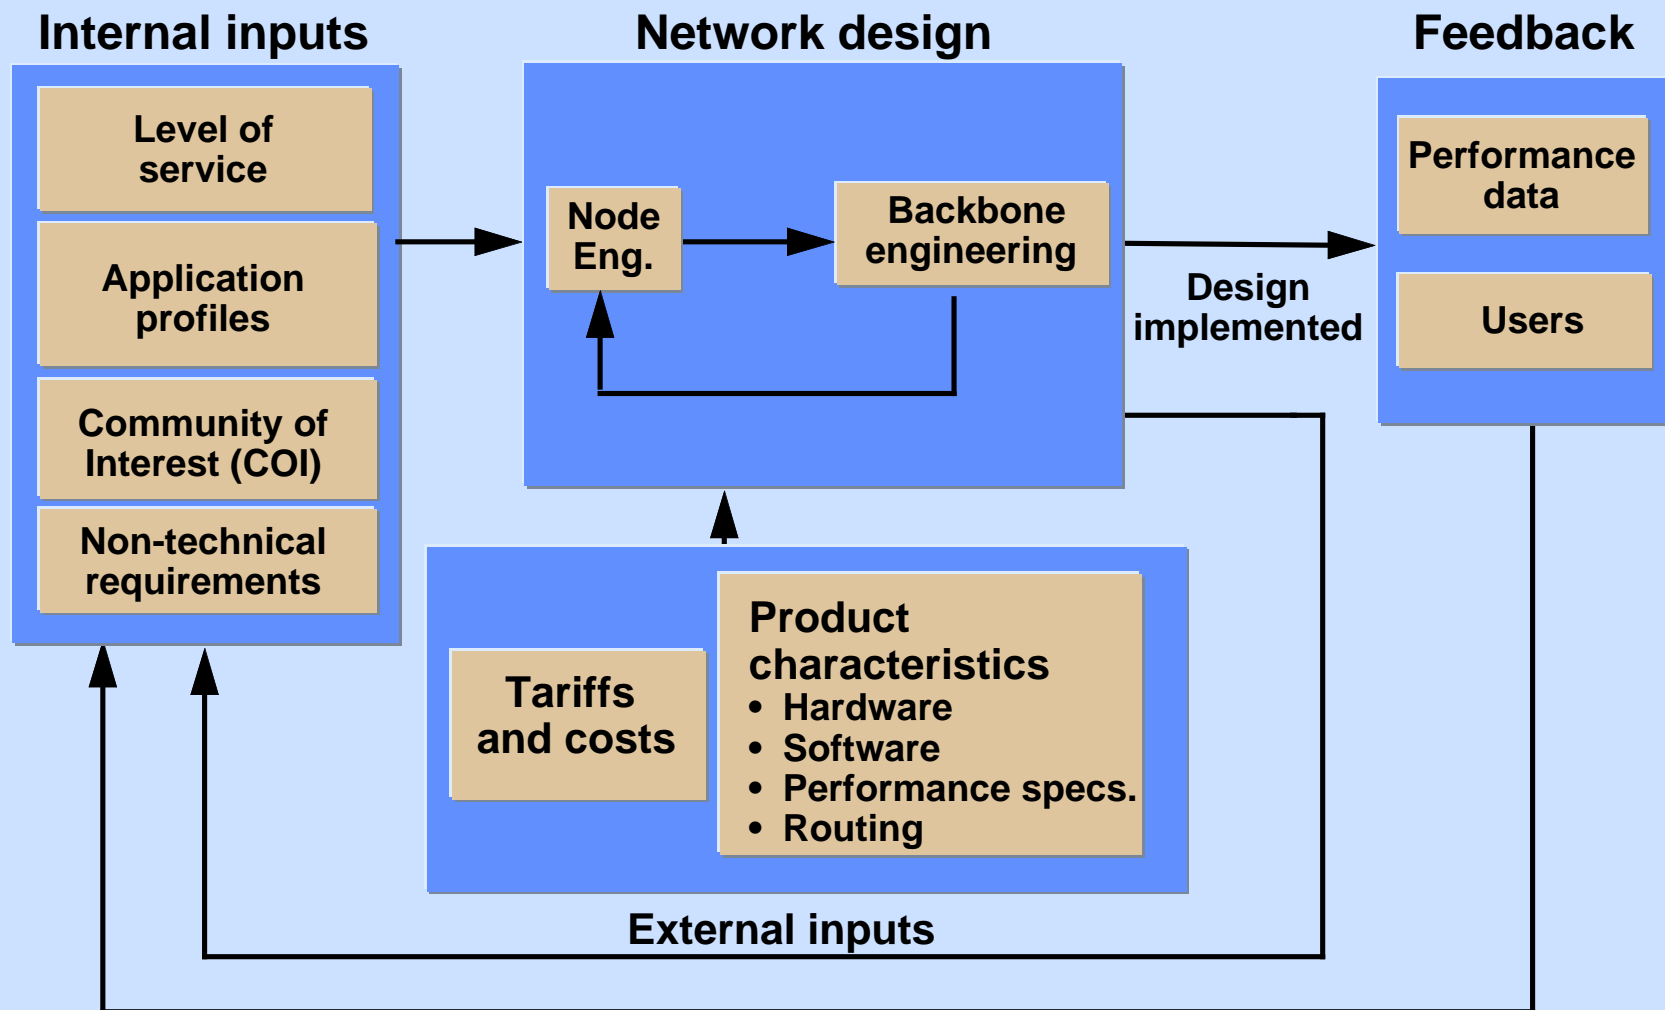 Internal inputs
Network design
Feedback
Level of
service
Application
profiles
Community of
Interest (COI)
Non-technical
requirements
Node
Eng.
Backbone
engineering
Design
implemented
Performance
data
Users
Tariffs
and costs
Product
characteristics
• Hardware
• Software
• Performance specs.
• Routing
External inputs